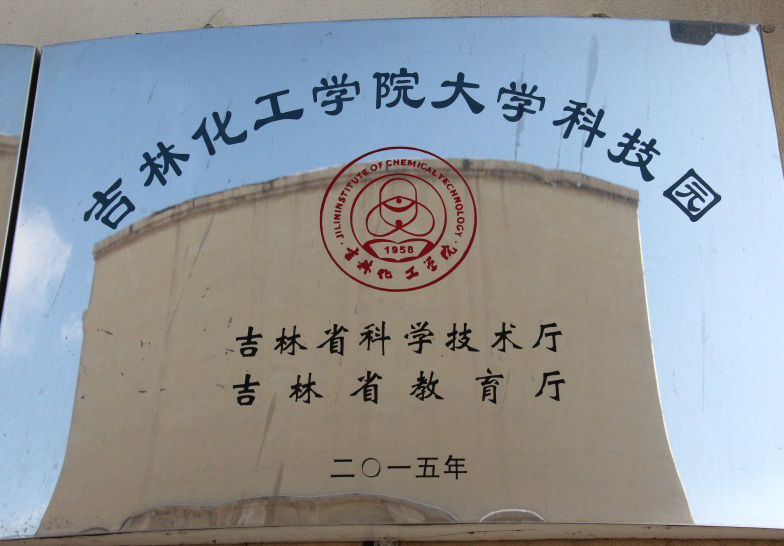 吉林化工学院大学科技园
JILIN INSTITUTE OF CHEMICAL TECHNOLOGY
1958
吉林化工学院
吉林省科学技术厅
吉林省教育厅
二〇一五年